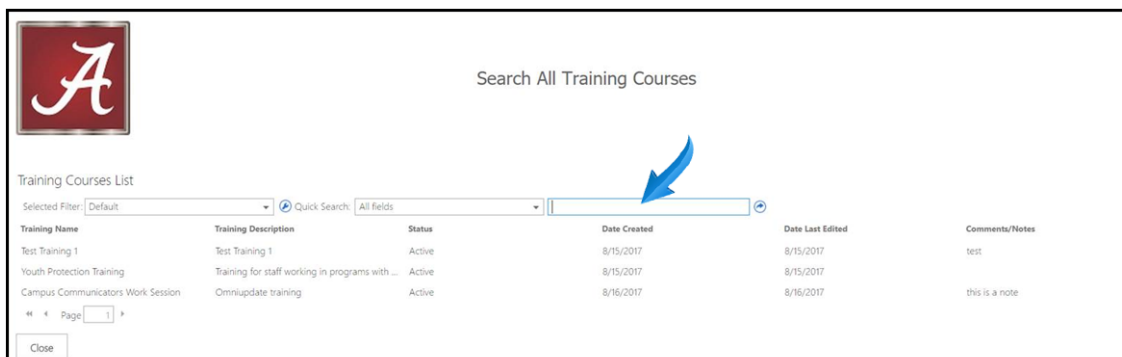 A
Search All Training Courses
Training Courses List
Selected Filter: Default Quick Search: All fields
Training Name Training Description Status Date Created Date Last Edited Comments/Notes
Test Training 1 Test Training 1 Active 8/15/2017 8/15/2017 test
Youth Protection Training Training for staff working in programs with ... Active 8/15/2017 8/15/2017
Campus Communicators Work Session Omniupdate training Active 8/16/2017 8/16/2017 this is a note
Page 1
Close